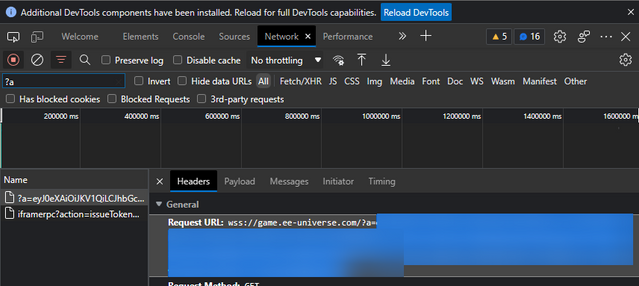 Additional DevTools components have been installed. Reload for full DevTools capabilities. Reload DevTools
Welcome Elements Console Sources Network Performance 5 16
Preserve log Disable cache No throttling
?a Invert Hide data URLs All Fetch/XHR JS CSS Img Media Font Doc WS Wasm Manifest Other
Has blocked cookies Blocked Requests 3rd-party requests
200000 ms 400000 ms 600000 ms 800000 ms 1000000 ms 1200000 ms 1400000 ms 1600000 ms
Name Headers Payload Messages Initiator Timing
?a=eyJ0eXAiOiJKV1QiLCJhbGc... General
iframerpc?action=issueToken... Request URL: wss://game.ee-universe.com/?a=
Request Method: GET